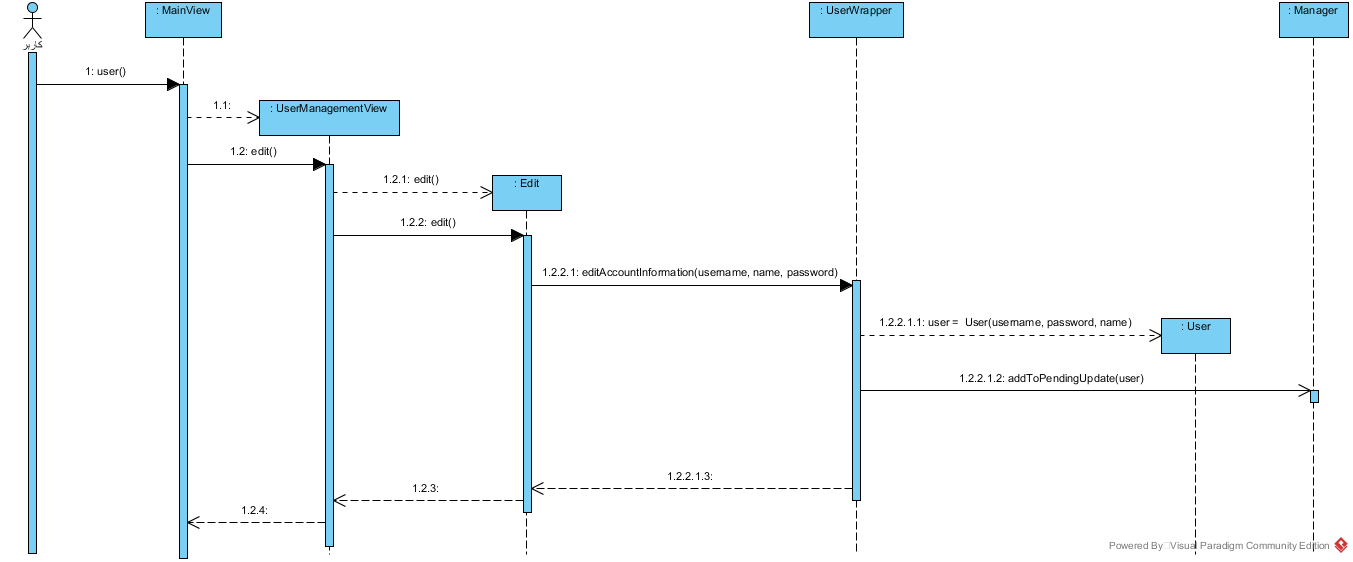 : MainView
: UserWrapper
: Manager
کاربر
1: user()
1.1:
: UserManagementView
1.2: edit()
1.2.1: edit()
: Edit
1.2.2: edit()
1.2.2.1: editAccountInformation(username, name, password)
1.2.2.1.1: user = User(username, password, name)
: User
1.2.2.1.2: addToPendingUpdate(user)
1.2.2.1.3:
1.2.3:
1.2.4:
Powered By Visual Paradigm Community Edition